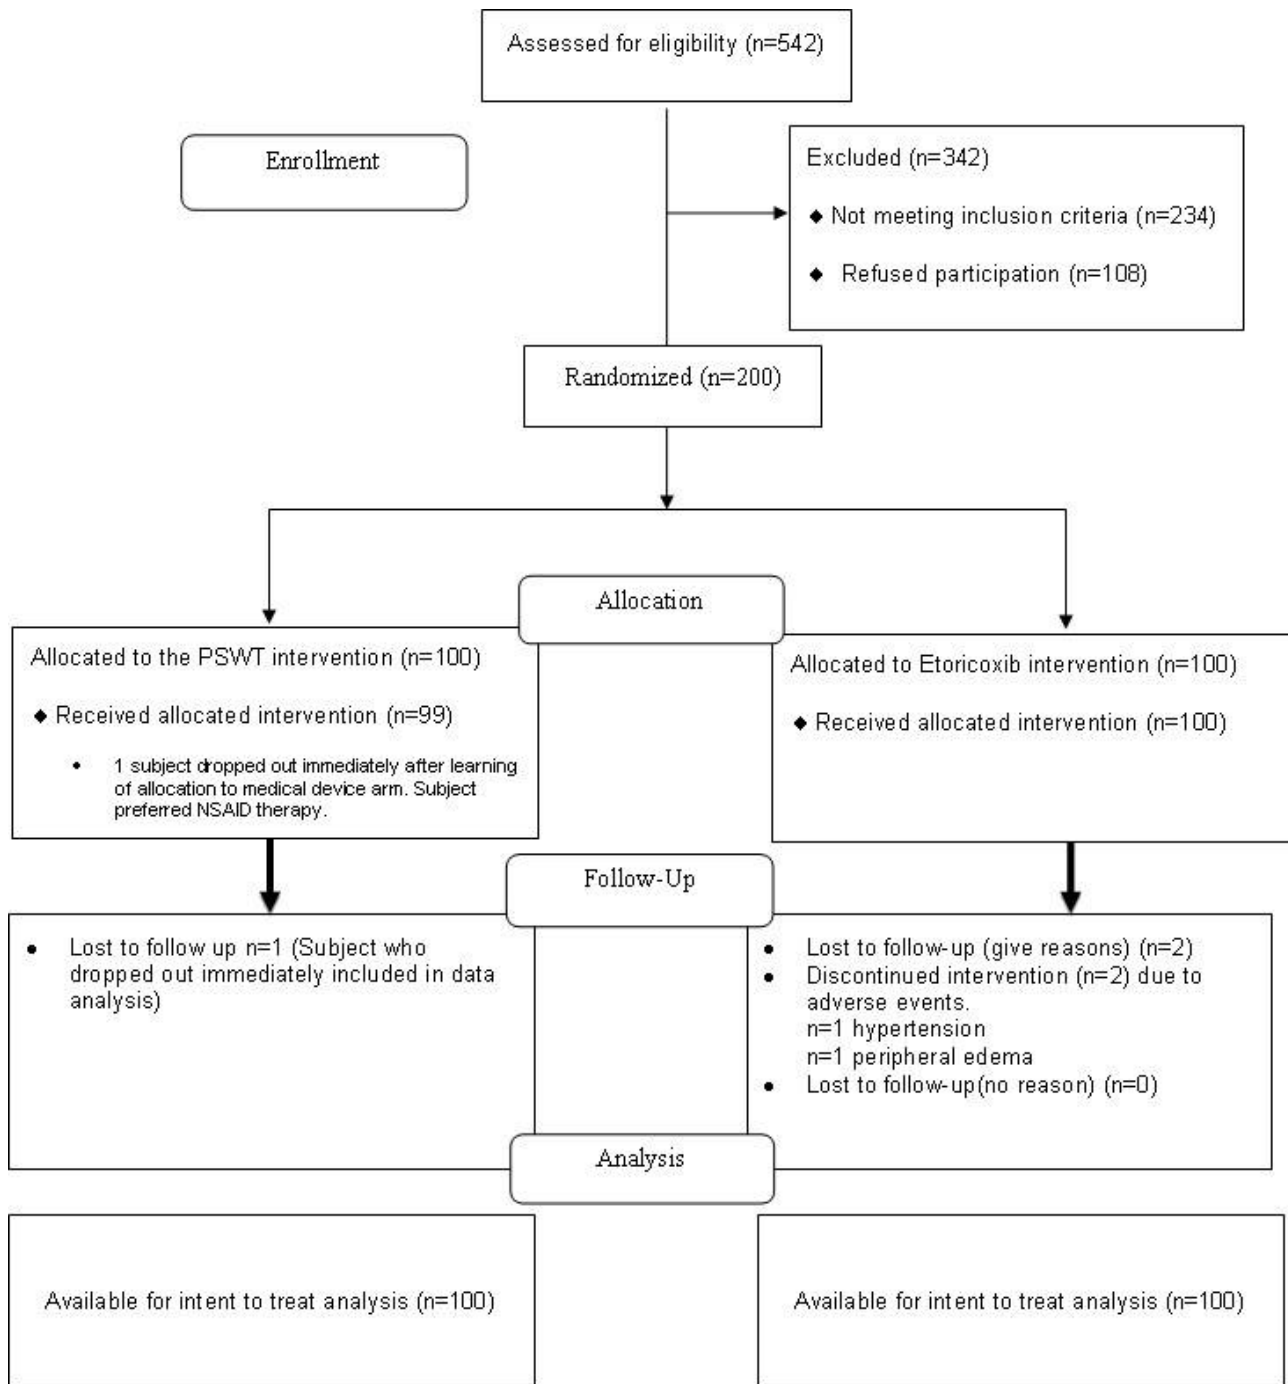 Assessed for eligibility (n=542)
Enrollment
Excluded (n=342)
◆ Not meeting inclusion criteria (n=234)
◆ Refused participation (n=108)
Randomized (n=200)
Allocation
Allocated to the PSWT intervention (n=100)
◆ Received allocated intervention (n=99)
• 1 subject dropped out immediately after learning
of allocation to medical device arm. Subject
preferred NSAID therapy.
Allocated to Etoricoxib intervention (n=100)
◆ Received allocated intervention (n=100)
Follow-Up
• Lost to follow up n=1 (Subject who
dropped out immediately included in data
analysis)
• Lost to follow-up (give reasons) (n=2)
• Discontinued intervention (n=2) due to
adverse events.
n=1 hypertension
n=1 peripheral edema
• Lost to follow-up(no reason) (n=0)
Analysis
Available for intent to treat analysis (n=100)
Available for intent to treat analysis (n=100)